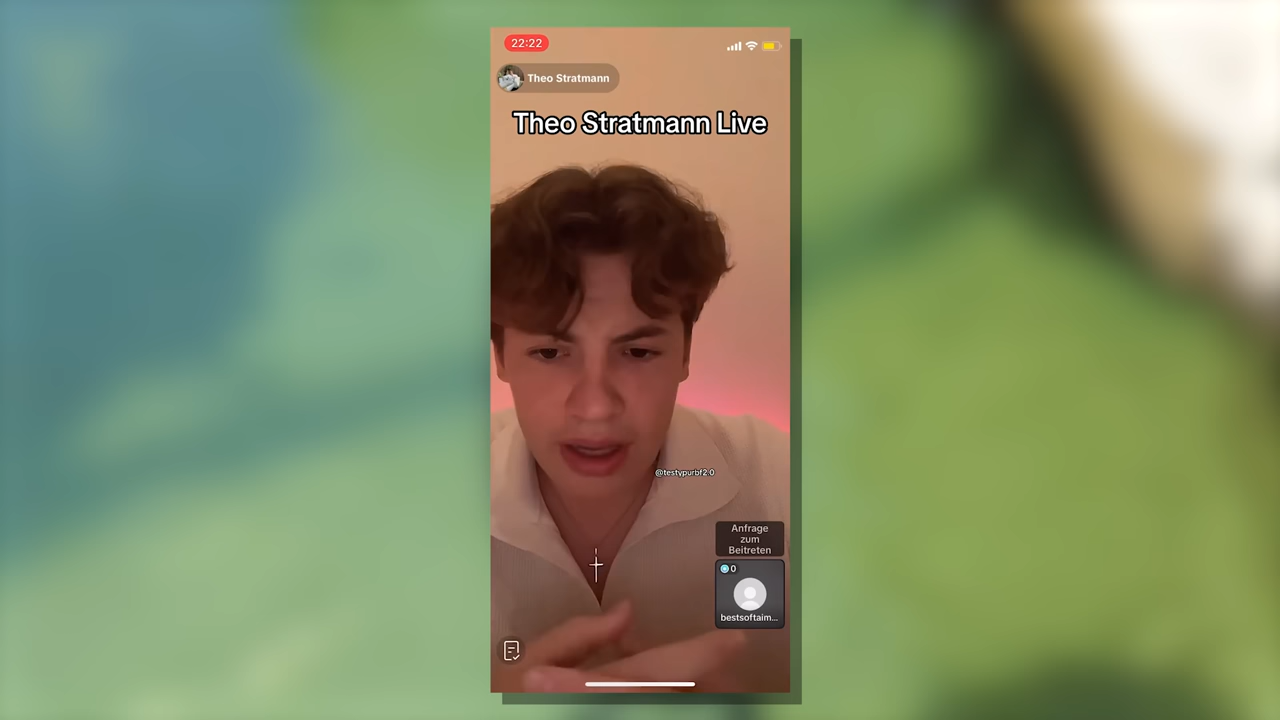 22:22
Theo Stratmann
Theo Stratmann Live
@testypurbf2.0
Anfrage
zum
Beitreten
0
bestsoftaim...